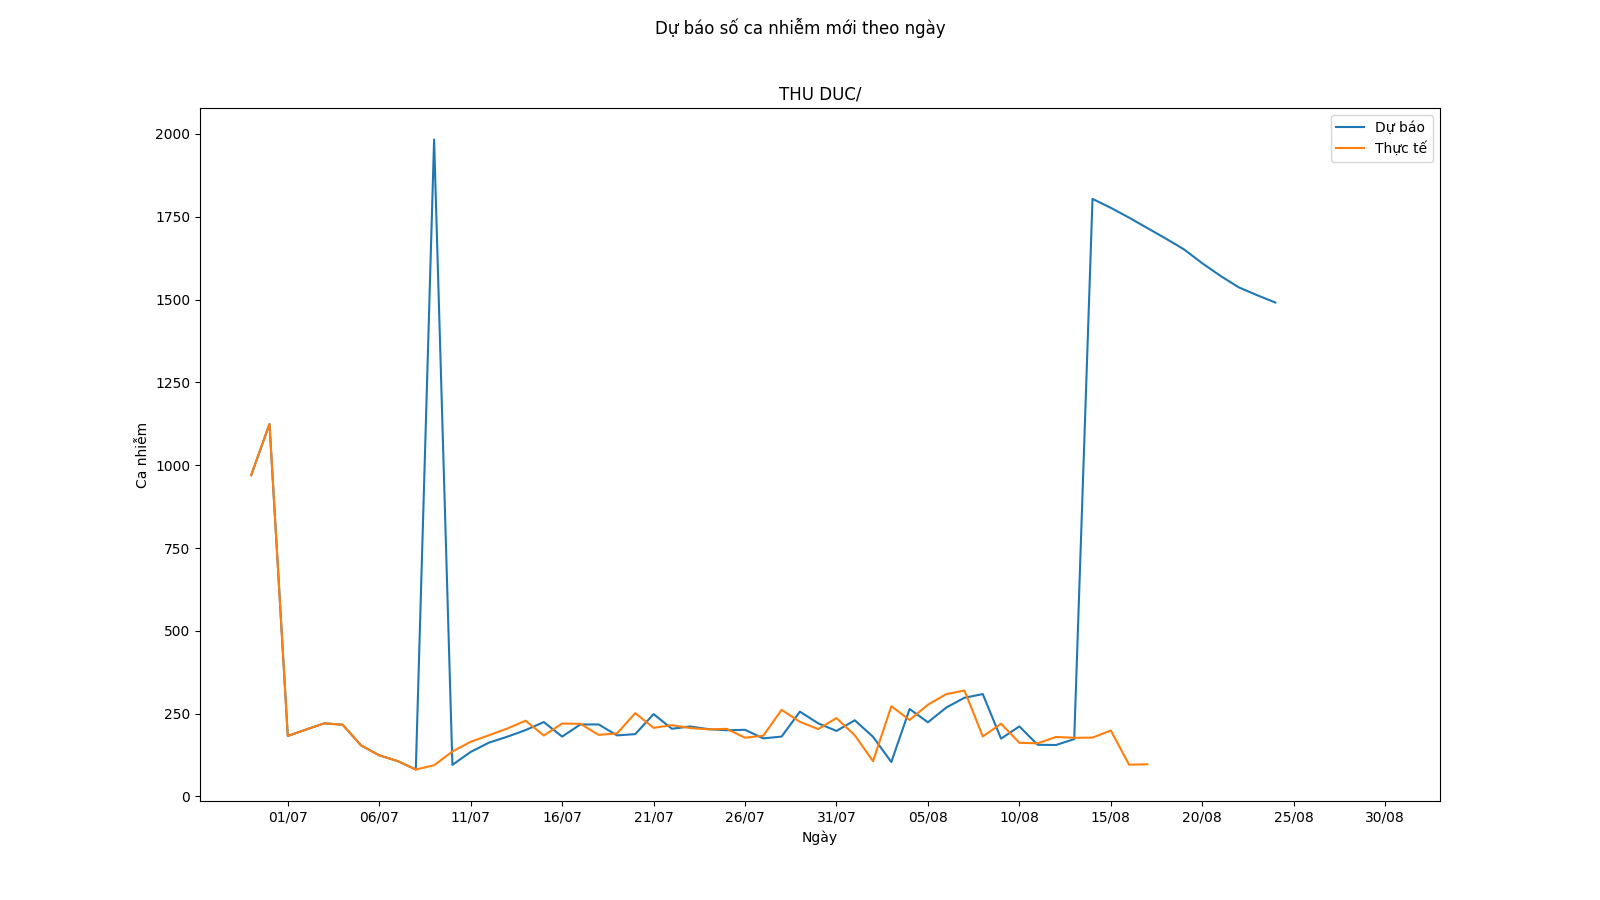 Dự báo số ca nhiễm mới theo ngày
THU DUC/
Dự báo
Thực tế
2000
1750
1500
1250
1000
750
500
250
0
Ca nhiễm
01/07 06/07 11/07 16/07 21/07 26/07 31/07 05/08 10/08 15/08 20/08 25/08 30/08
Ngày